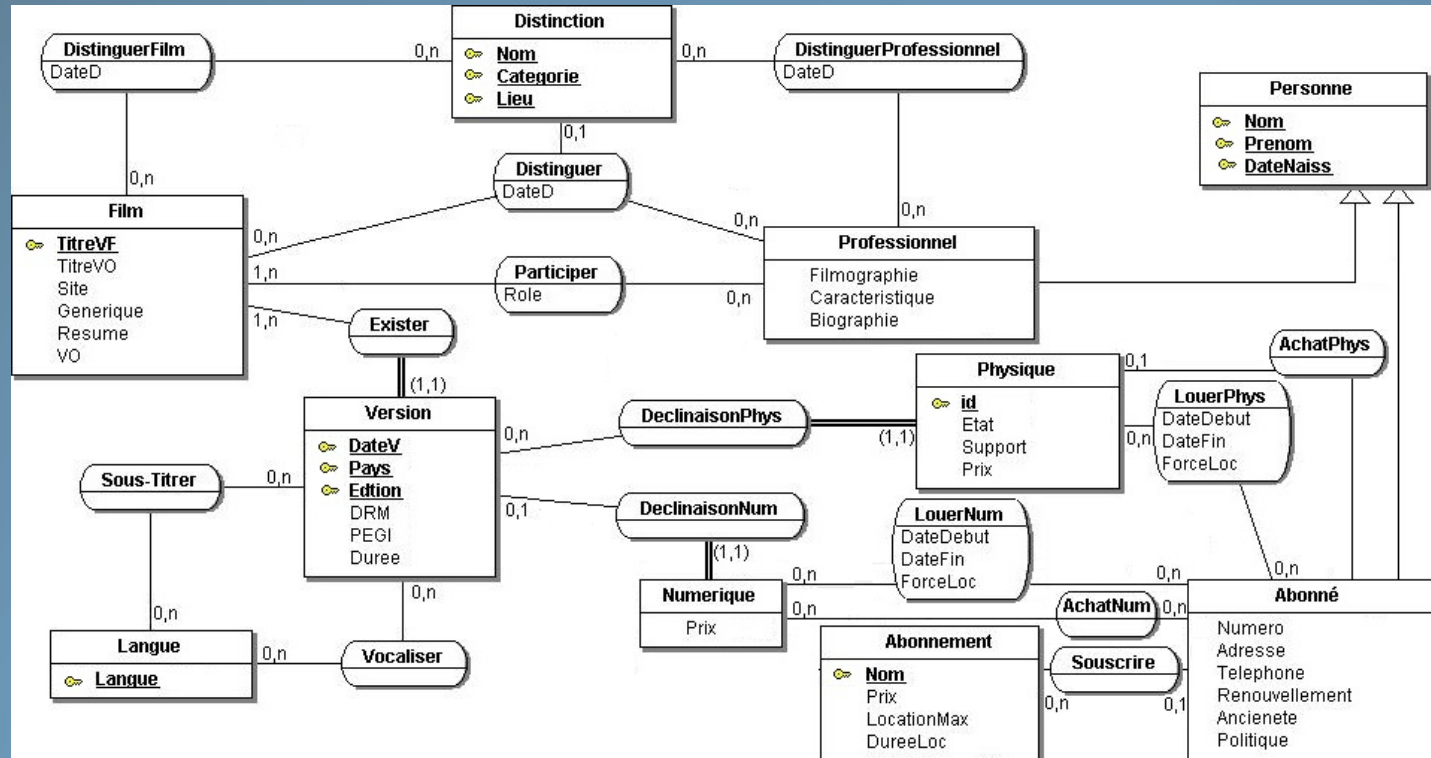 Distinction
Nom
Categorie
Lieu
DistinguerFilm
DateD
0,n
0,n
DistinguerProfessionnel
DateD
0,n
0,n
0,1
Distinguer
DateD
0,n
0,n
Personne
Nom
Prenom
DateNaiss
Film
TitreVF
TitreVO
Site
Generique
Resume
VO
1,n
Participer
Role
0,n
Professionnel
Filmographie
Caracteristique
Biographie
1,n
Exister
(1,1)
Version
DateV
Pays
Edtion
DRM
PEGI
Duree
0,n
DeclinaisonPhys
(1,1)
Physique
id
Etat
Support
Prix
0,1
AchatPhys
0,n
LouerPhys
DateDebut
DateFin
ForceLoc
0,n
Sous-Titrer
0,n
0,n
0,1
DeclinaisonNum
(1,1)
Numerique
Prix
0,n
LouerNum
DateDebut
DateFin
ForceLoc
0,n
0,n
AchatNum
0,n
Langue
Langue
0,n
Vocaliser
0,n
Abonnement
Nom
Prix
LocationMax
DureeLoc
0,n
Souscrire
0,1
Abonné
Numero
Adresse
Telephone
Renouvellement
Ancienete
Politique